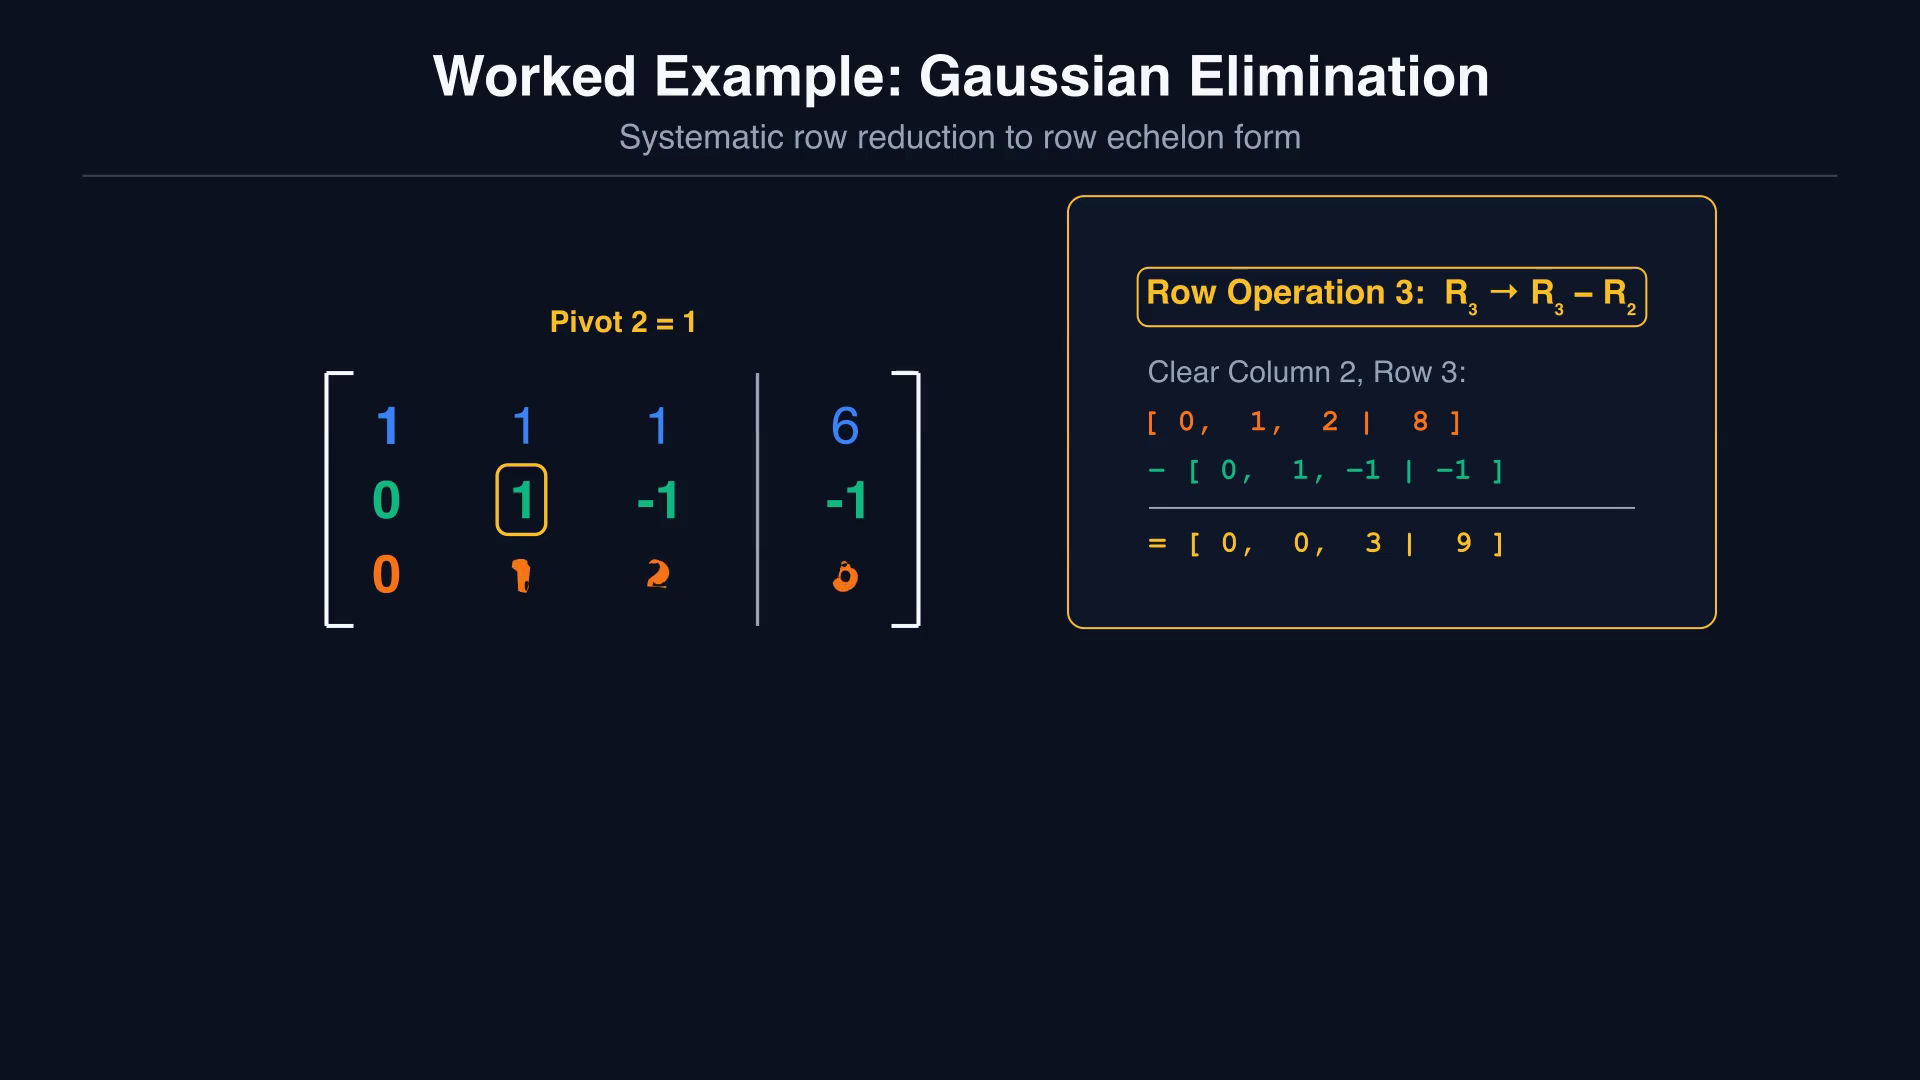 Worked Example: Gaussian Elimination
Systematic row reduction to row echelon form
Pivot 2 = 1
1 1 1 6
0 1 -1 -1
0 2
Row Operation 3: R₃ → R₃ – R₂
Clear Column 2, Row 3:
[ 0, 1, 2 | 8 ]
− [ 0, 1, −1 | −1 ]
= [ 0, 0, 3 | 9 ]